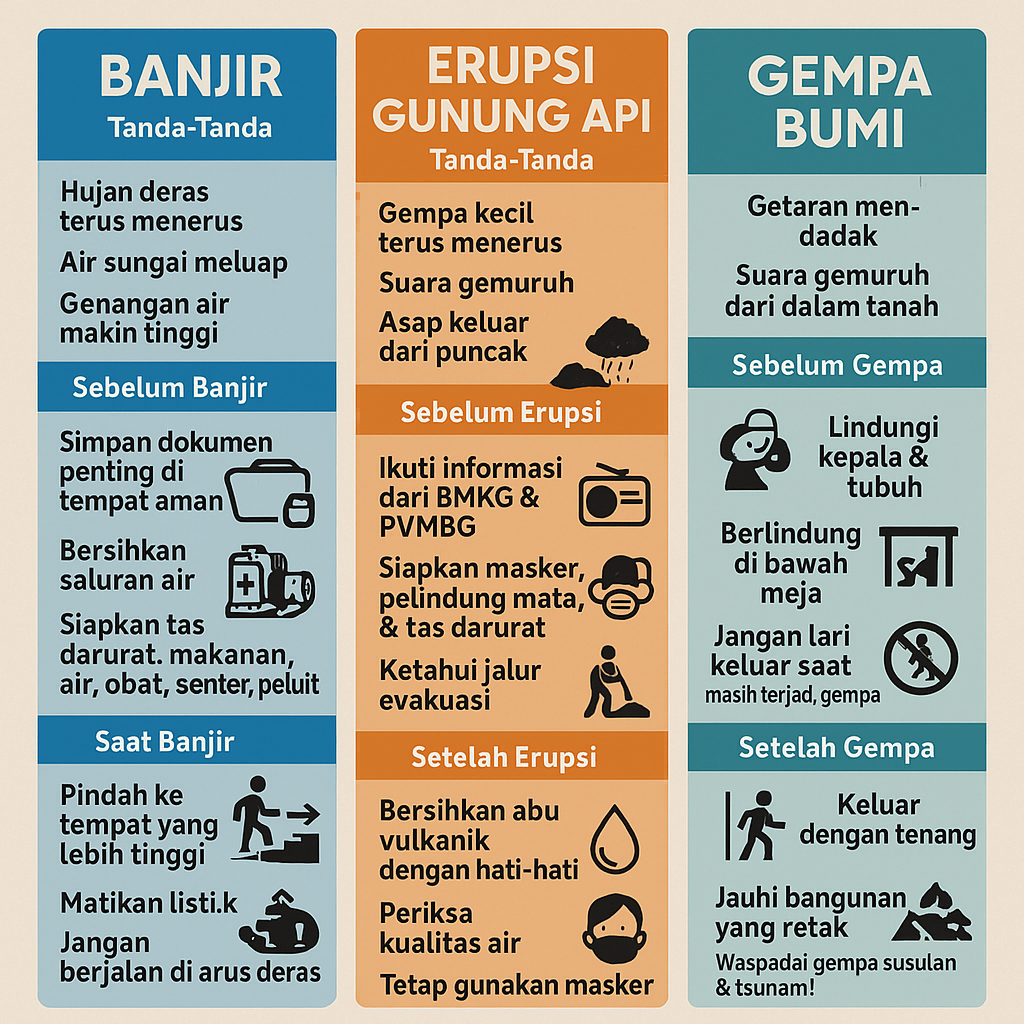 BANJIR
Tanda-Tanda
Hujan deras
terus menerus
Air sungai meluap
Genangan air
makin tinggi
Sebelum Banjir
Simpan dokumen
penting di
tempat aman
Bersihkan
saluran air
Siapkan tas
darurat. makanan,
air, obat, senter, peluit
Saat Banjir
Pindah ke
tempat yang
lebih tinggi
Matikan listi.k
Jangan
berjalan di arus deras
ERUPSI
GUNUNG API
Tanda-Tanda
Gempa kecil
terus menerus
Suara gemuruh
Asap keluar
dari puncak
Sebelum Erupsi
Ikuti informasi
dari BMKG &
PVMBG
Siapkan masker,
pelindung mata,
& tas darurat
Ketahui jalur
evakuasi
Setelah Erupsi
Bersihkan abu
vulkanik
dengan hati-hati
Periksa
kualitas air
Tetap gunakan masker
GEMPA
BUMI
Getaran men-
dadak
Suara gemuruh
dari dalam tanah
Sebelum Gempa
Lindungi
kepala &
tubuh
Berlindung
di bawah
meja
Jangan lari
keluar saat
masih terjad, gempa
Setelah Gempa
Keluar
dengan tenang
Jauhi bangunan
yang retak
Waspadai gempa susulan
& tsunam!